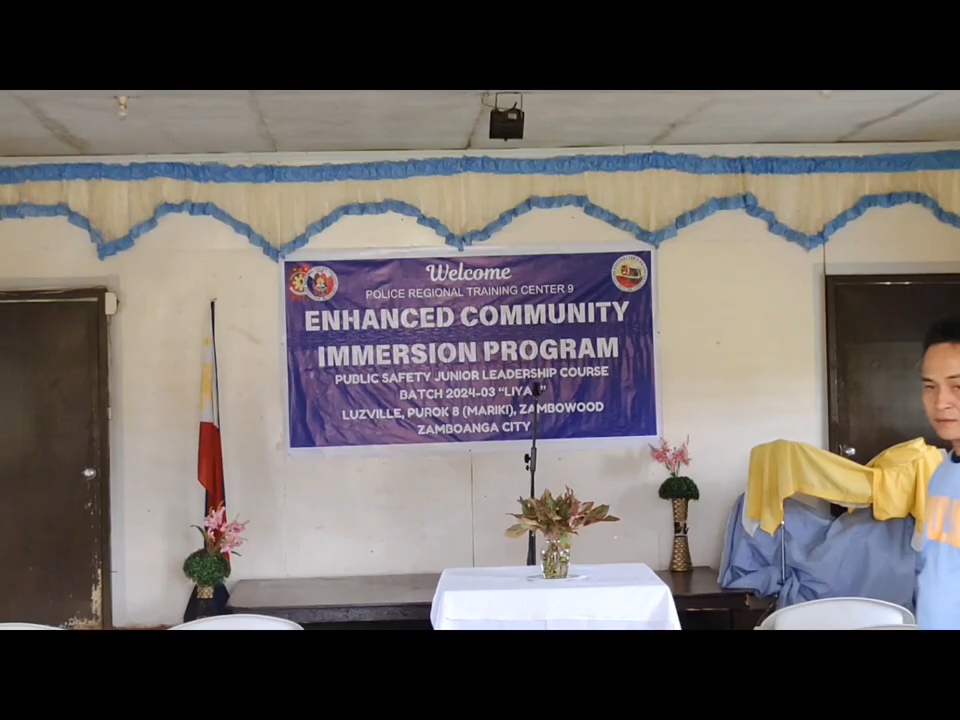 Welcome
POLICE REGIONAL TRAINING CENTER 9
ENHANCED COMMUNITY
IMMERSION PROGRAM
PUBLIC SAFETY JUNIOR LEADERSHIP COURSE
BATCH 2024-03
LUZVILLE, PUROK 8 (MARIKI), ZAMBOWOOD
ZAMBOANGA CITY